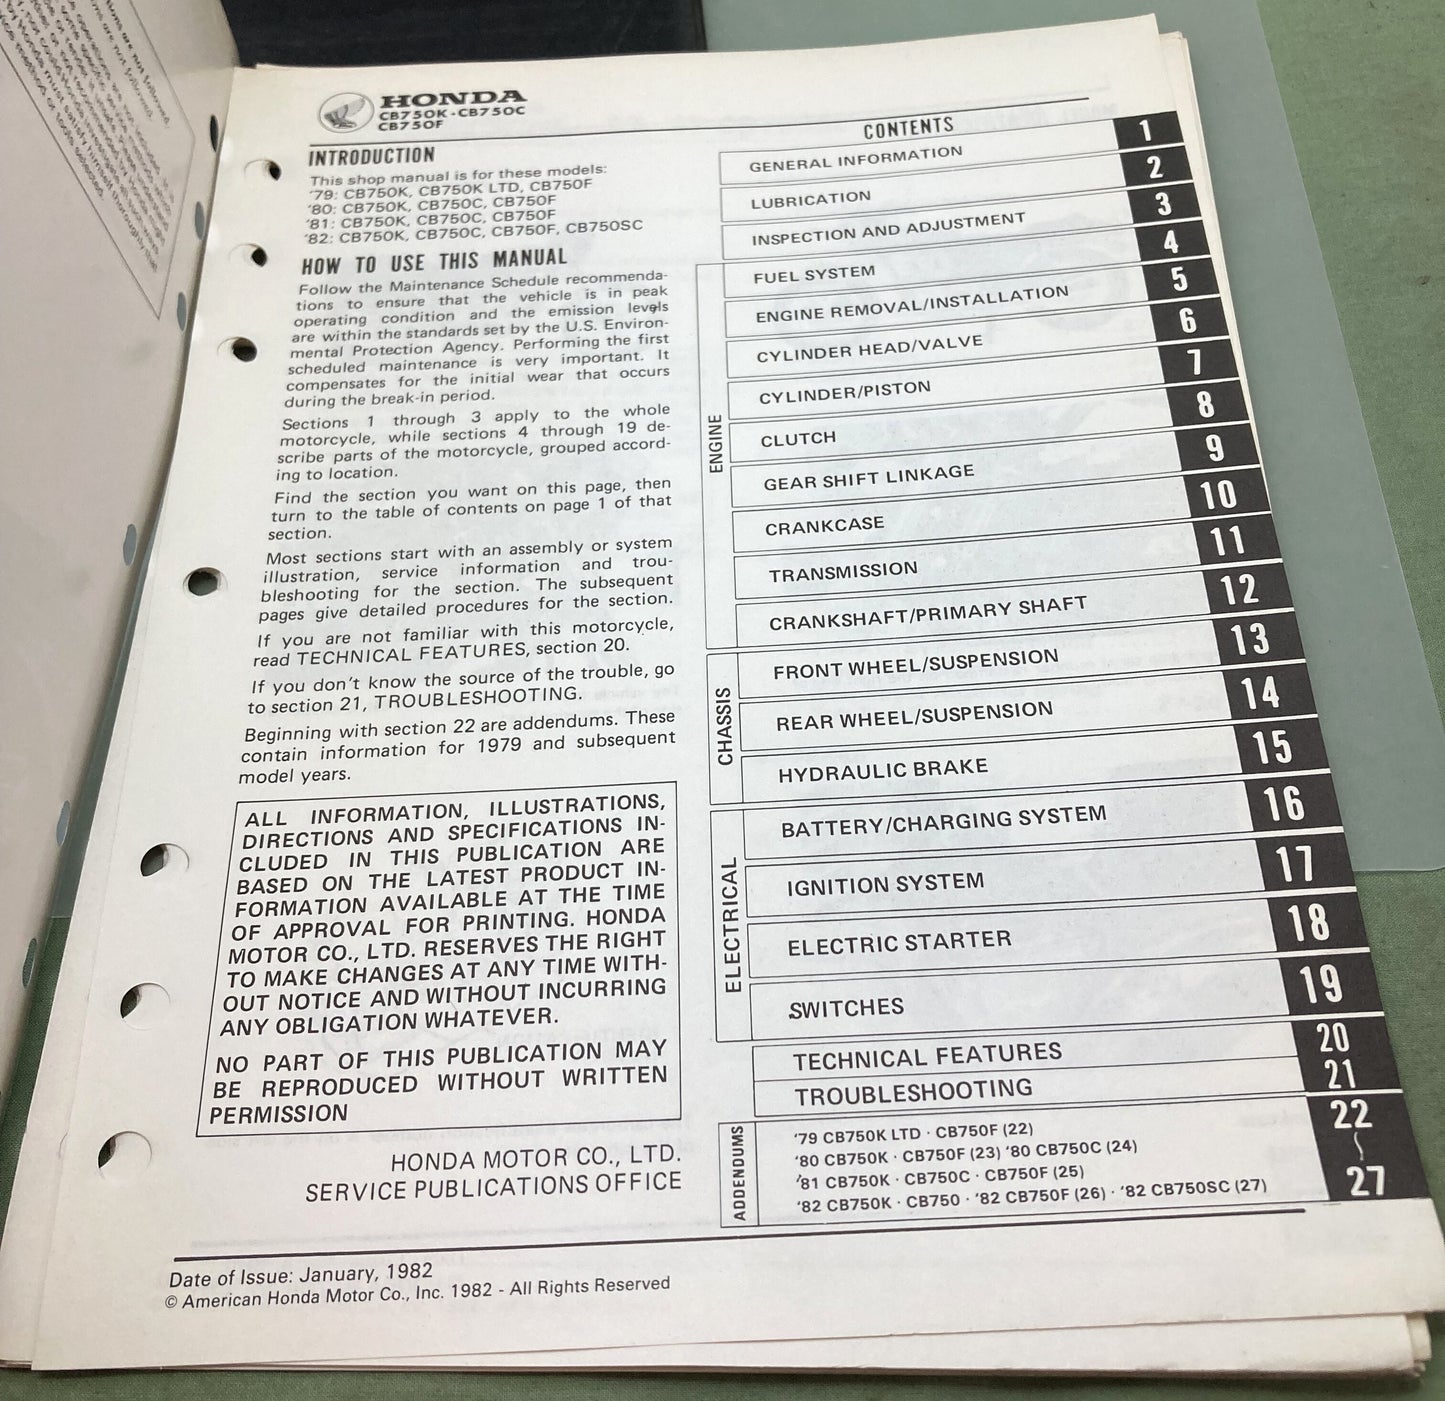 HONDA
CB750K·CB750C
CB750F
INTRODUCTION
This shop manual is for these models:
'79: CB750K, CB750K LTD, CB750F
'80: CB750K, CB750C, CB750F
'81: CB750K, CB750C, CB750F
'82: CB750K, CB750C, CB750F, CB750SC
HOW TO USE THIS MANUAL
Follow the Maintenance Schedule recommenda-
tions to ensure that the vehicle is in peak
operating condition and the emission levels
are within the standards set by the U.S. Environ-
mental Protection Agency. Performing the first
scheduled maintenance is very important. It
compensates for the initial wear that occurs
during the break-in period.
Sections 1 through 3 apply to the whole
motorcycle, while sections 4 through 19 de-
scribe parts of the motorcycle, grouped accord-
ing to location.
Find the section you want on this page, then
turn to the table of contents on page 1 of that
section.
Most sections start with an assembly or system
illustration, service information and trou-
bleshooting for the section. The subsequent
pages give detailed procedures for the section.
If you are not familiar with this motorcycle,
read TECHNICAL FEATURES, section 20.
If you don't know the source of the trouble, go
to section 21, TROUBLESHOOTING.
Beginning with section 22 are addendums. These
contain information for 1979 and subsequent
model years.
ALL INFORMATION, ILLUSTRATIONS,
DIRECTIONS AND SPECIFICATIONS IN-
CLUDED IN THIS PUBLICATION ARE
BASED ON THE LATEST PRODUCT IN-
FORMATION AVAILABLE AT THE TIME
OF APPROVAL FOR PRINTING. HONDA
MOTOR CO., LTD. RESERVES THE RIGHT
TO MAKE CHANGES AT ANY TIME WITH-
OUT NOTICE AND WITHOUT INCURRING
ANY OBLIGATION WHATEVER.
NO PART OF THIS PUBLICATION MAY
BE REPRODUCED WITHOUT WRITTEN
PERMISSION
HONDA MOTOR CO., LTD.
SERVICE PUBLICATIONS OFFICE
CONTENTS
GENERAL INFORMATION 1
LUBRICATION 2
INSPECTION AND ADJUSTMENT 3
ENGINE
FUEL SYSTEM 4
ENGINE REMOVAL/INSTALLATION 5
CYLINDER HEAD/VALVE 6
CYLINDER/PISTON 7
CLUTCH 8
GEAR SHIFT LINKAGE 9
CRANKCASE 10
TRANSMISSION 11
CRANKSHAFT/PRIMARY SHAFT 12
CHASSIS
FRONT WHEEL/SUSPENSION 13
REAR WHEEL/SUSPENSION 14
HYDRAULIC BRAKE 15
ELECTRICAL
BATTERY/CHARGING SYSTEM 16
IGNITION SYSTEM 17
ELECTRIC STARTER 18
SWITCHES 19
TECHNICAL FEATURES 20
TROUBLESHOOTING 21
ADDENDUMS
'79 CB750K LTD · CB750F (22) 22
'80 CB750K · CB750F (23) '80 CB750C (24) ~
'81 CB750K · CB750C · CB750F (25)
'82 CB750K · CB750 · '82 CB750F (26) · '82 CB750SC (27) 27
Date of Issue: January, 1982
© American Honda Motor Co., Inc. 1982 - All Rights Reserved